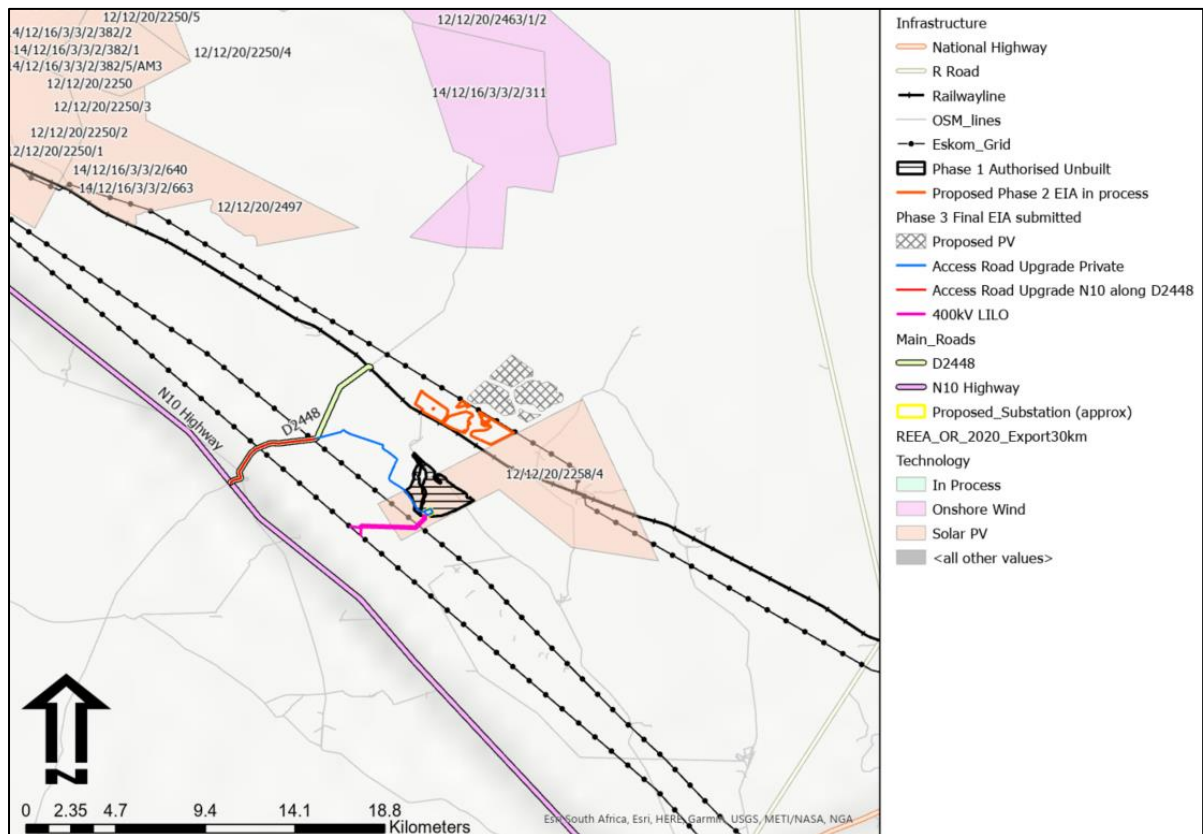 12/12/20/2250/5
14/12/16/3/3/2/382/2
14/12/16/3/3/2/382/1
12/12/20/2250/4
14/12/16/3/3/2/382/5/AM3
12/12/20/2250
12/12/20/2250/3
12/12/20/2250/2
12/12/20/2250/1
14/12/16/3/3/2/640
14/12/16/3/3/2/663
12/12/20/2497
12/12/20/2463/1/2
14/12/16/3/3/2/311
N10 Highway
D2448
12/12/20/2258/4
N
0 2.35 4.7 9.4 14.1 18.8
Kilometers
Esri South Africa, Esri, HERE, Garmin, USGS, METI/NASA, NGA
Infrastructure
National Highway
R Road
Railwayline
OSM_lines
Eskom_Grid
Phase 1 Authorised Unbuilt
Proposed Phase 2 EIA in process
Phase 3 Final EIA submitted
Proposed PV
Access Road Upgrade Private
Access Road Upgrade N10 along D2448
400kV LILO
Main_Roads
D2448
N10 Highway
Proposed_Substation (approx)
REEA_OR_2020_Export30km
Technology
In Process
Onshore Wind
Solar PV
<all other values>